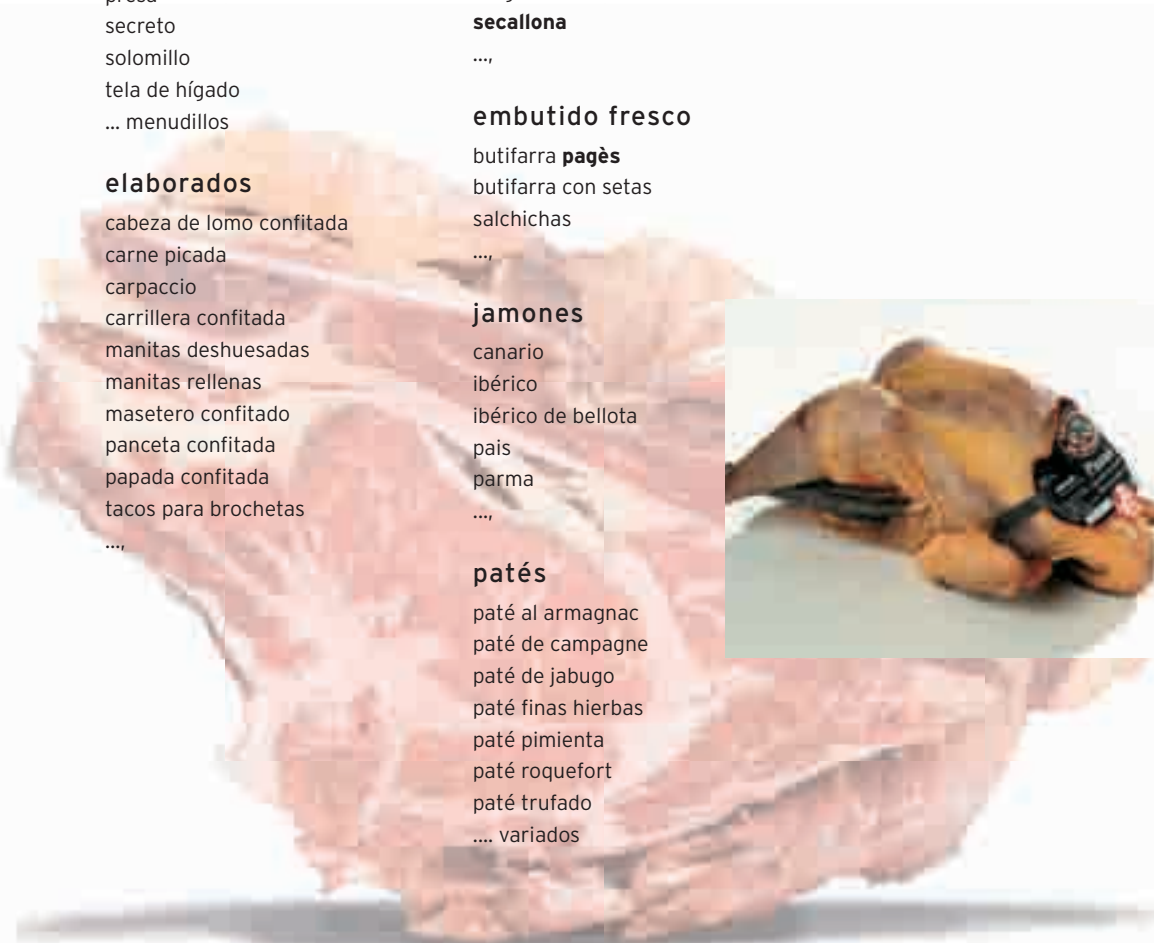 secreto
solomillo
tela de hígado
... menudillos
elaborados
cabeza de lomo confitada
carne picada
carpaccio
carrillera confitada
manitas deshuesadas
manitas rellenas
masetero confitado
panceta confitada
papada confitada
tacos para brochetas
...,
secallona
...,
embutido fresco
butifarra pagès
butifarra con setas
salchichas
...,
jamones
canario
ibérico
ibérico de bellota
pais
parma
...,
patés
paté al armagnac
paté de campagne
paté de jabugo
paté finas hierbas
paté pimienta
paté roquefort
paté trufado
.... variados